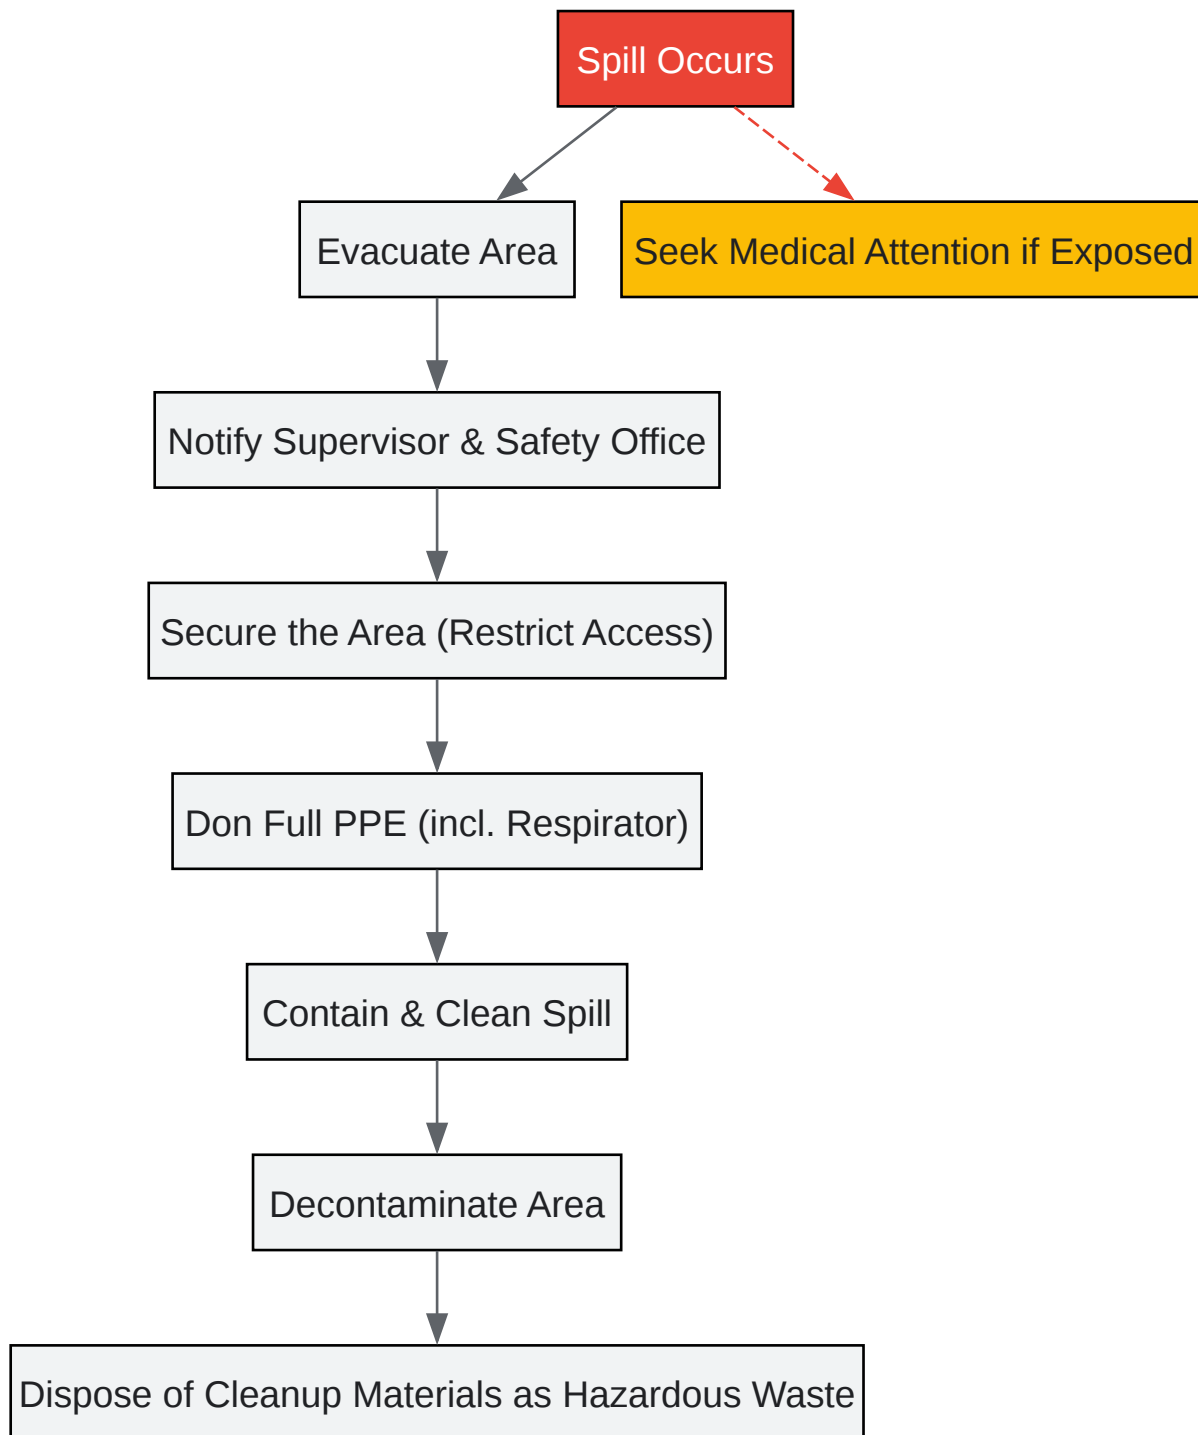 Spill Occurs
Evacuate Area
Seek Medical Attention if Exposed
Notify Supervisor & Safety Office
Secure the Area (Restrict Access)
Don Full PPE (incl. Respirator)
Contain & Clean Spill
Decontaminate Area
Dispose of Cleanup Materials as Hazardous Waste